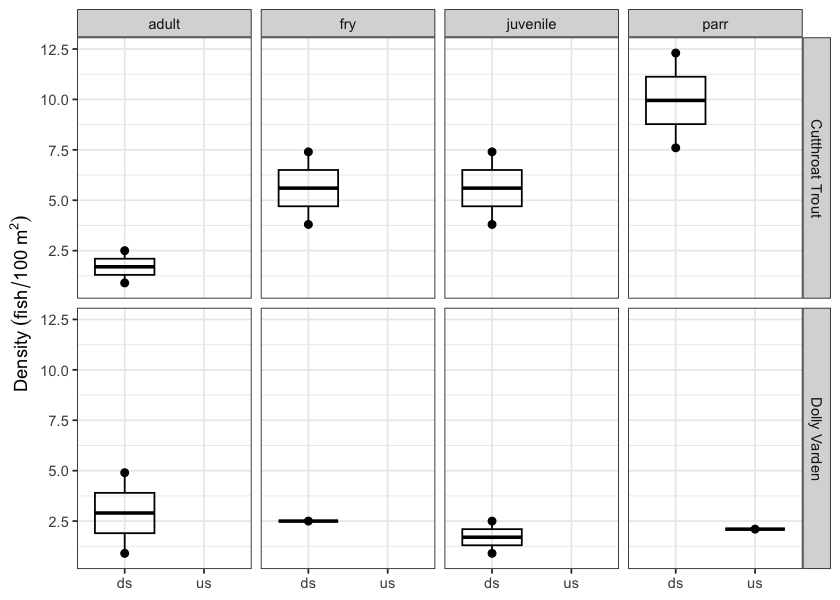 adult fry juvenile parr
12.5
10.0
7.5
5.0
2.5
Cutthroat Trout
Density (fish/100 m²)
12.5
10.0
7.5
5.0
2.5
Dolly Varden
ds us ds us ds us ds us